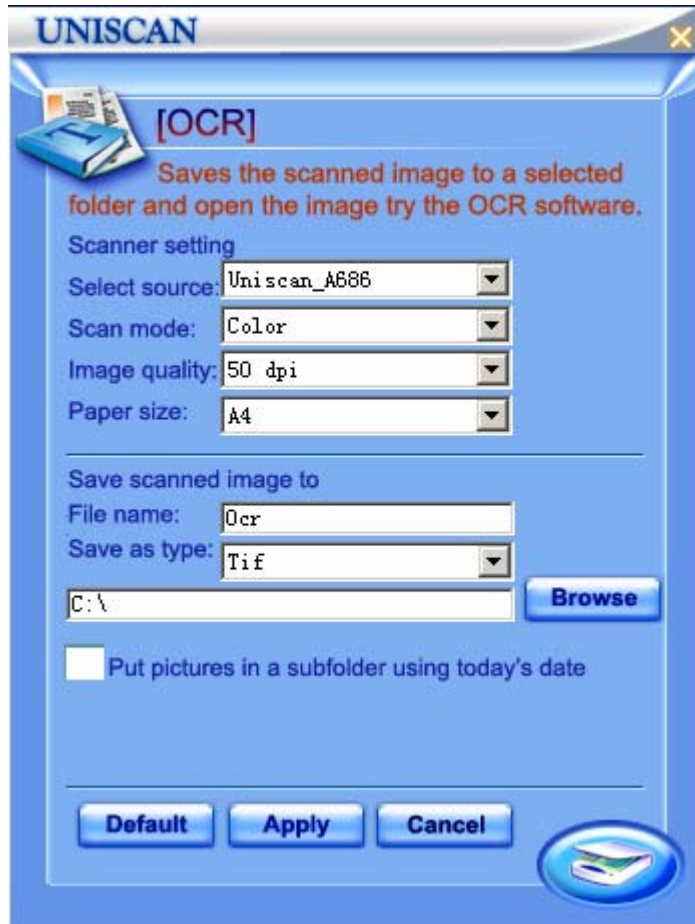 UNISCAN
[OCR]
Saves the scanned image to a selected
folder and open the image try the OCR software.
Scanner setting
Select source: Uniscan_A686
Scan mode: Color
Image quality: 50 dpi
Paper size: A4
Save scanned image to
File name: Ocr
Save as type: Tif
C:\ Browse
Put pictures in a subfolder using today's date
Default Apply Cancel